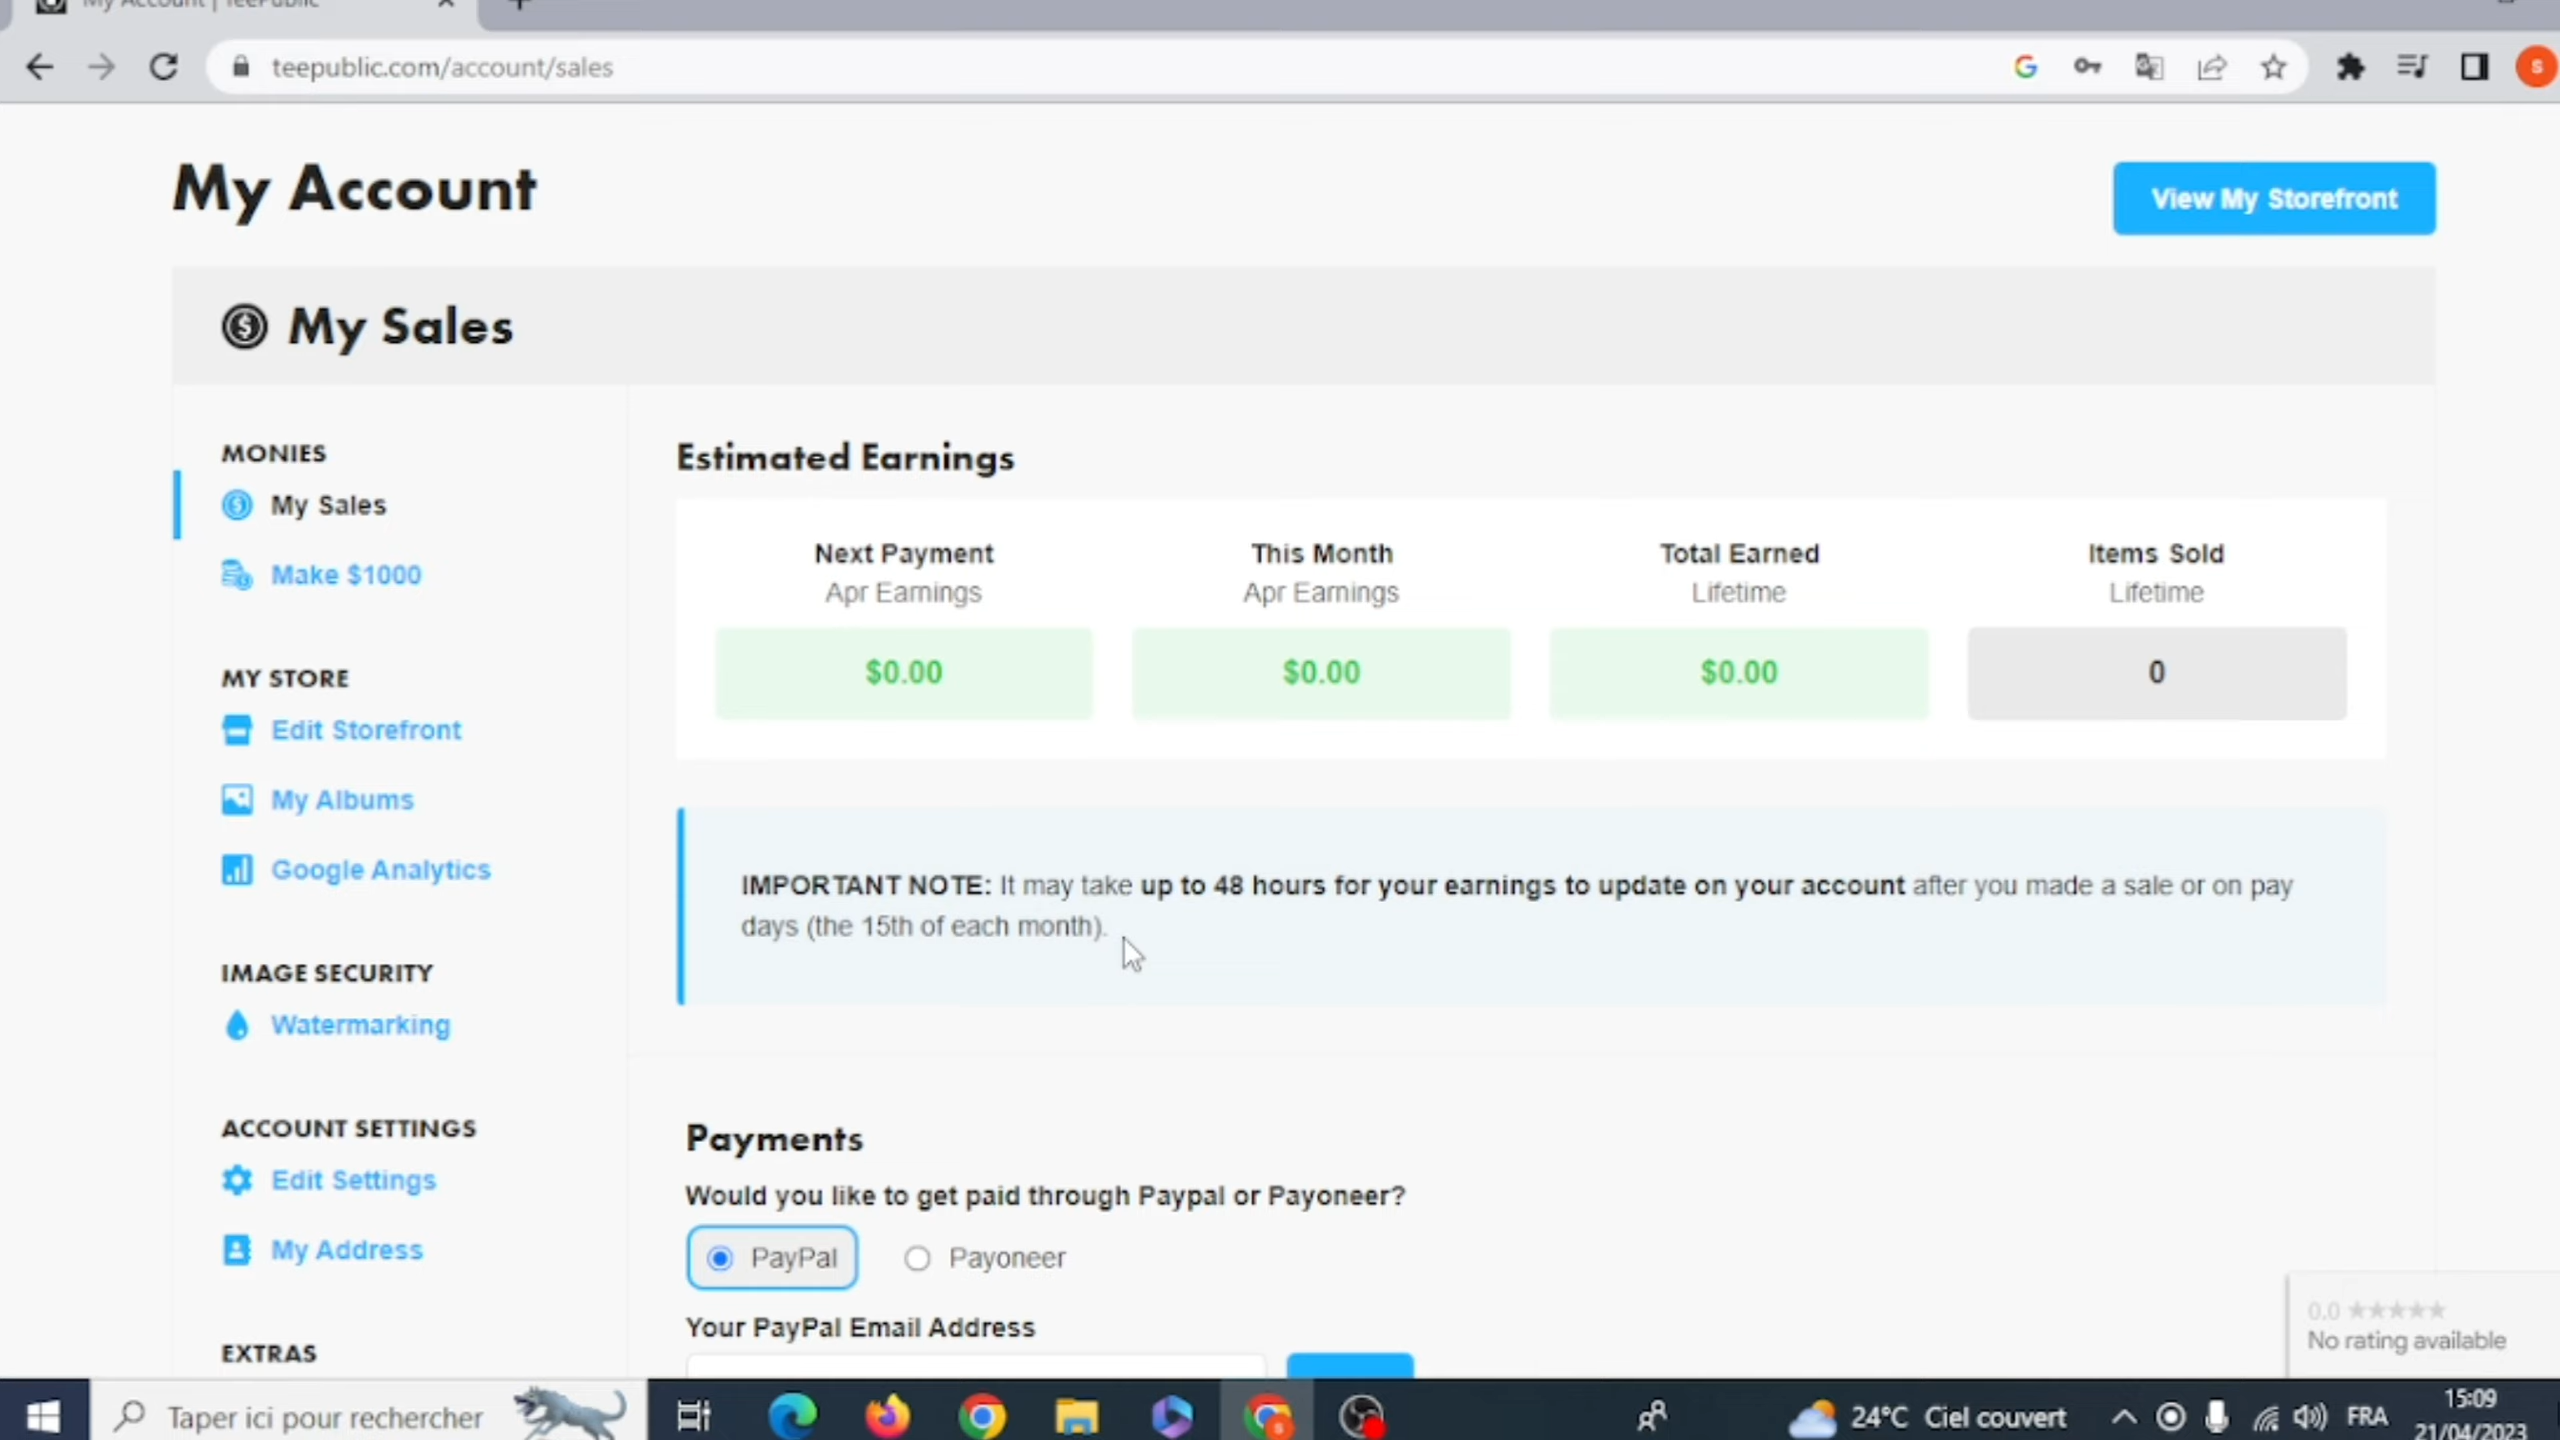 My Account | TeePublic
teepublic.com/account/sales
S
My Account
View My Storefront
My Sales
MONIES
My Sales
Make $1000
MY STORE
Edit Storefront
My Albums
Google Analytics
IMAGE SECURITY
Watermarking
ACCOUNT SETTINGS
Edit Settings
My Address
EXTRAS
Estimated Earnings
Next Payment
Apr Earnings
$0.00
This Month
Apr Earnings
$0.00
Total Earned
Lifetime
$0.00
Items Sold
Lifetime
0
IMPORTANT NOTE: It may take up to 48 hours for your earnings to update on your account after you made a sale or on pay
days (the 15th of each month).
Payments
Would you like to get paid through Paypal or Payoneer?
PayPal
Payoneer
Your PayPal Email Address
0.0 ★★★★★
No rating available
Taper ici pour rechercher
24°C Ciel couvert
FRA
15:09
21/04/2023